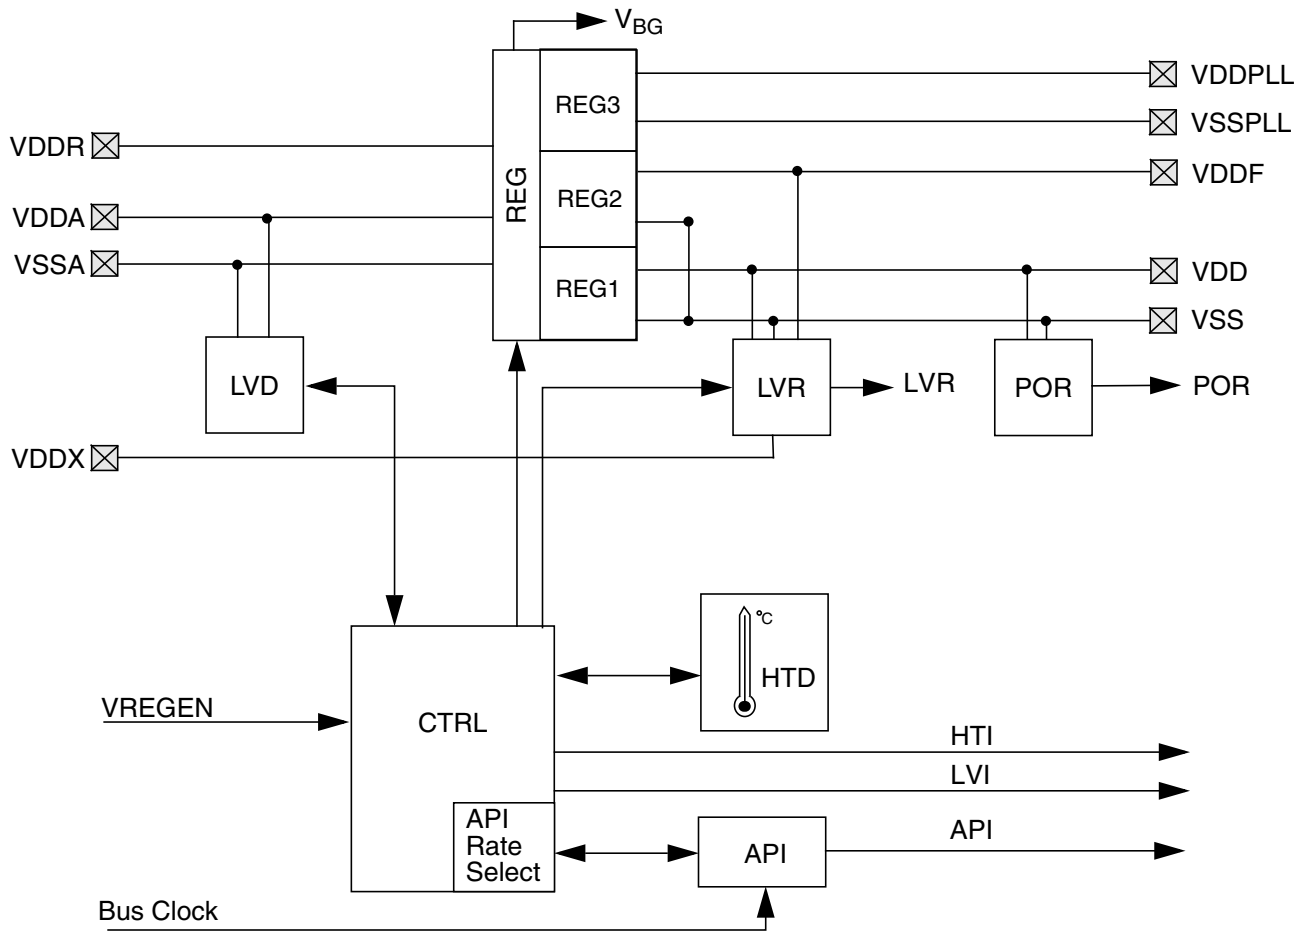 VBG
VDDPLL
REG3
VSSPLL
VDDR
VDDF
REG
REG2
VDDA
VSSA
VDD
REG1
VSS
LVD
LVR
LVR
POR
POR
VDDX
°C
HTD
VREGEN
CTRL
HTI
LVI
API
Rate
Select
API
API
Bus Clock